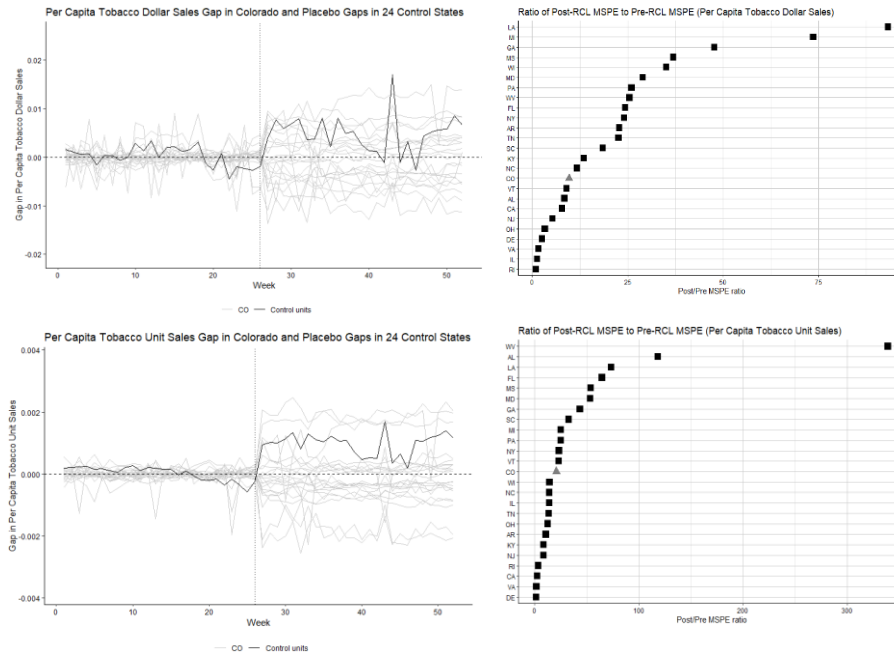 Per Capita Tobacco Dollar Sales Gap in Colorado and Placebo Gaps in 24 Control States
Gap in Per Capita Tobacco Dollar Sales
0.02
0.01
0.00
-0.01
-0.02
0
10
20
30
40
50
Week
CO
Control units
Ratio of Post-RCL MSPE to Pre-RCL MSPE (Per Capita Tobacco Dollar Sales)
LA
MI
GA
MS
WI
MD
PA
WV
FL
NY
AR
TN
SC
KY
NC
CO
VT
AL
CA
NJ
OH
DE
VA
IL
RI
0
25
50
75
Post/Pre MSPE ratio
Per Capita Tobacco Unit Sales Gap in Colorado and Placebo Gaps in 24 Control States
Gap in Per Capita Tobacco Unit Sales
0.004
0.002
0.000
-0.002
-0.004
0
10
20
30
40
50
Week
CO
Control units
Ratio of Post-RCL MSPE to Pre-RCL MSPE (Per Capita Tobacco Unit Sales)
WV
AL
LA
FL
MS
MD
GA
SC
MI
PA
NY
VT
CO
WI
NC
IL
TN
OH
AR
KY
NJ
RI
CA
VA
DE
0
100
200
300
Post/Pre MSPE ratio